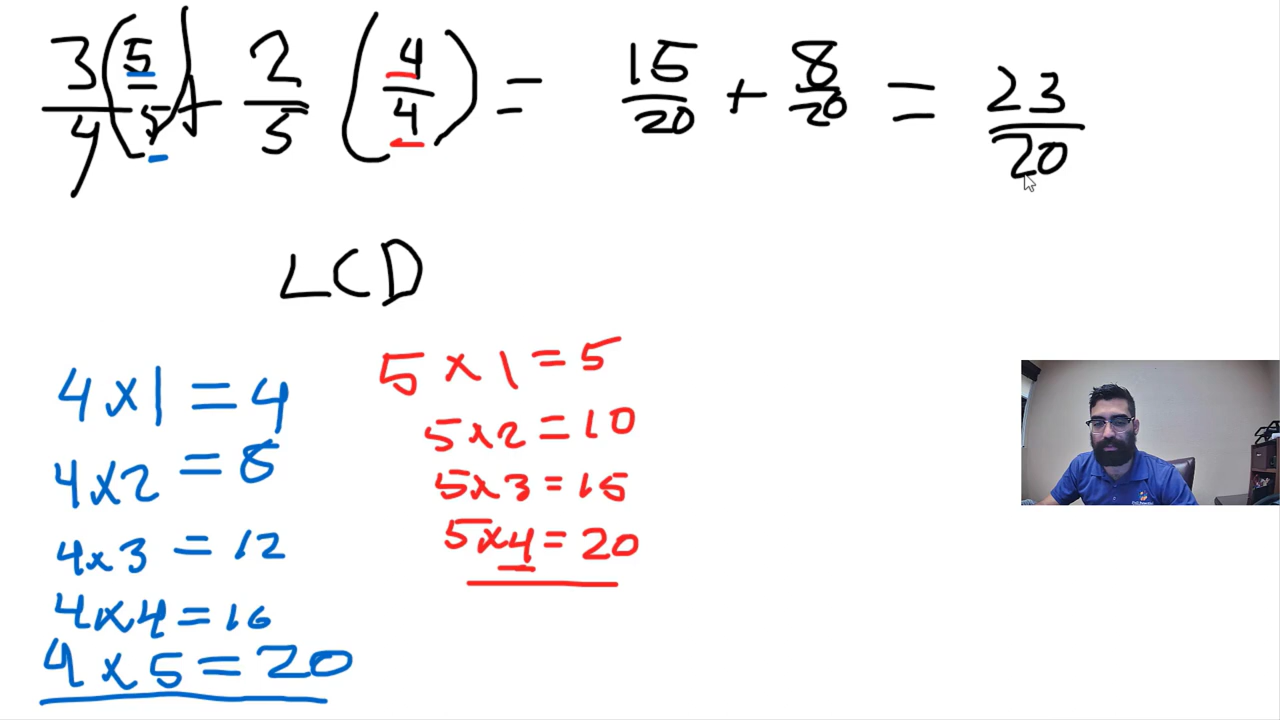 3/4 (5/5) + 2/5 (4/4) = 15/20 + 8/20 = 23/20
LCD
4 x 1 = 4
4 x 2 = 8
4 x 3 = 12
4 x 4 = 16
4 x 5 = 20
5 x 1 = 5
5 x 2 = 10
5 x 3 = 15
5 x 4 = 20